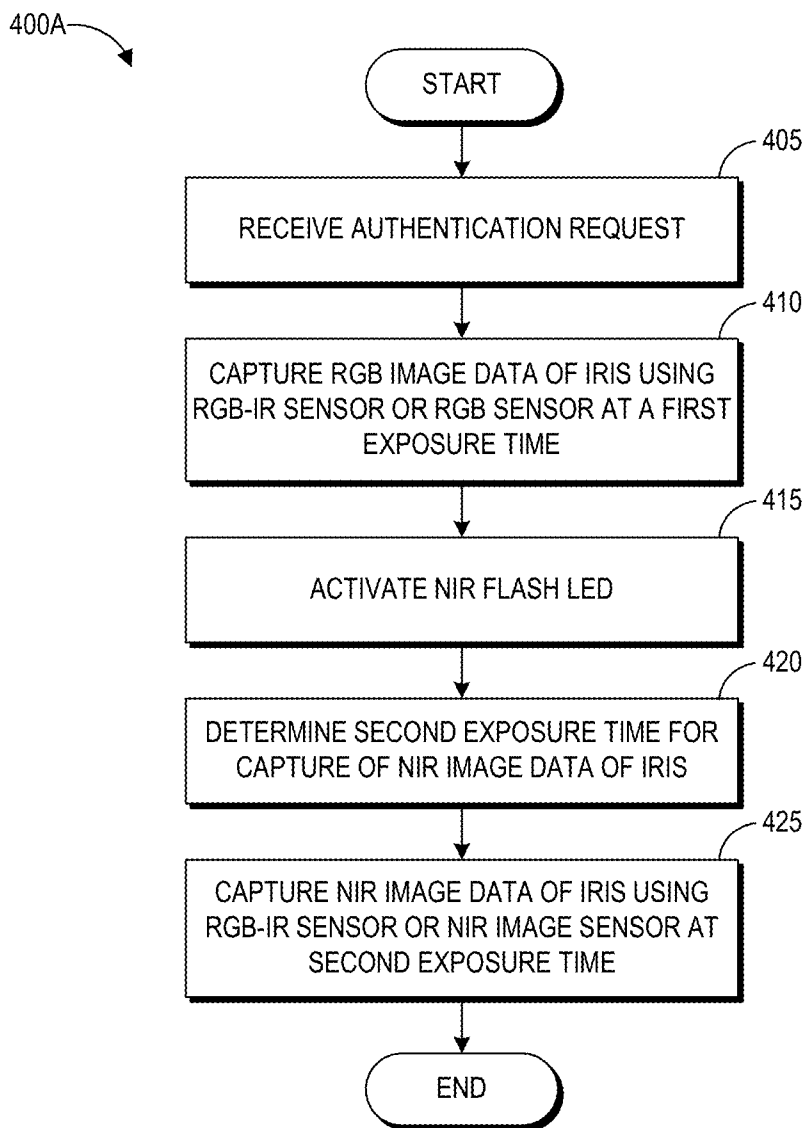 400A
START
405
RECEIVE AUTHENTICATION REQUEST
410
CAPTURE RGB IMAGE DATA OF IRIS USING
RGB-IR SENSOR OR RGB SENSOR AT A FIRST
EXPOSURE TIME
415
ACTIVATE NIR FLASH LED
420
DETERMINE SECOND EXPOSURE TIME FOR
CAPTURE OF NIR IMAGE DATA OF IRIS
425
CAPTURE NIR IMAGE DATA OF IRIS USING
RGB-IR SENSOR OR NIR IMAGE SENSOR AT
SECOND EXPOSURE TIME
END